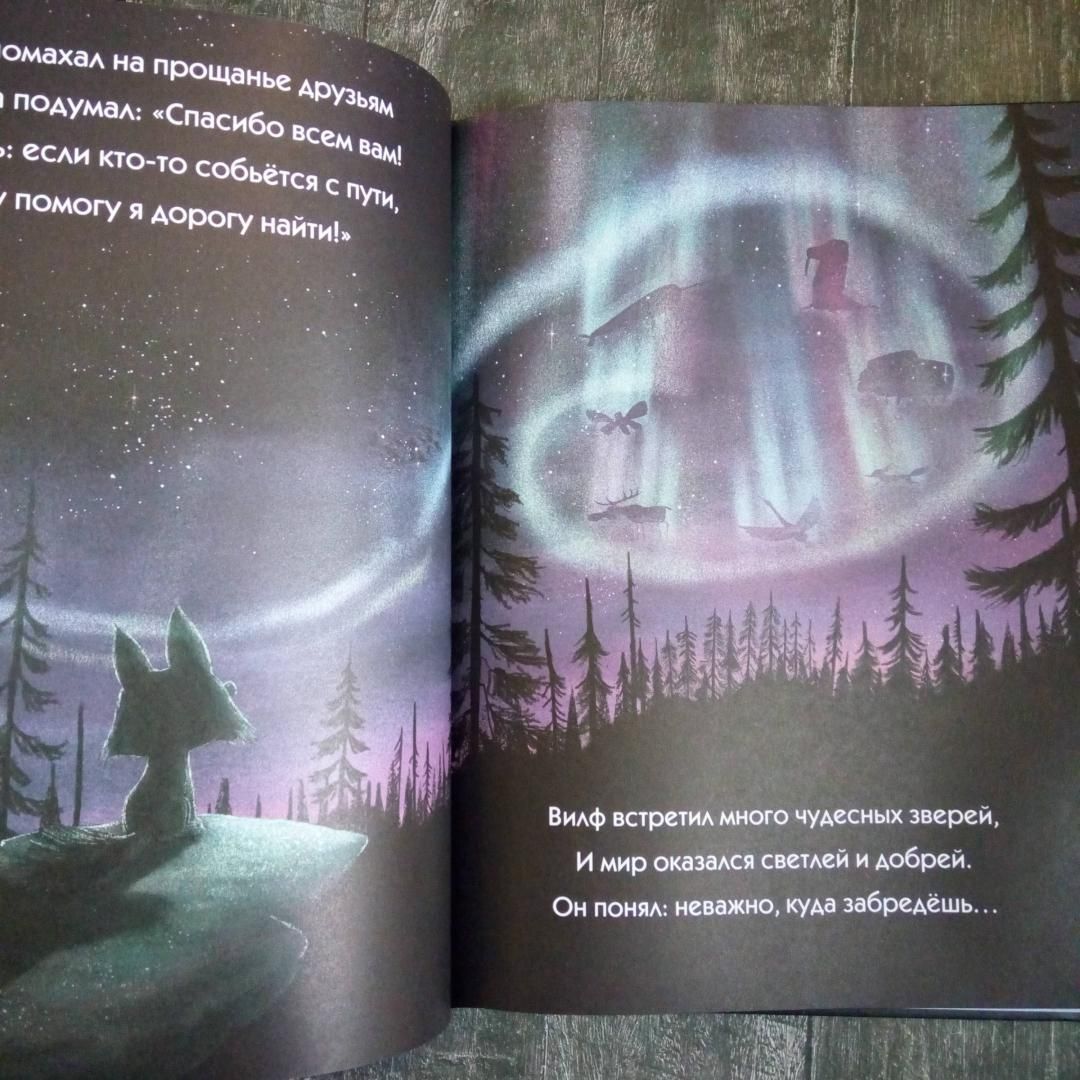 помахал на прощанье друзьям
подумал: «Спасибо всем вам!
если кто-то собьётся с пути,
помогу я дорогу найти!»
Вилф встретил много чудесных зверей,
И мир оказался светлей и добрей.
Он понял: неважно, куда забредёшь...